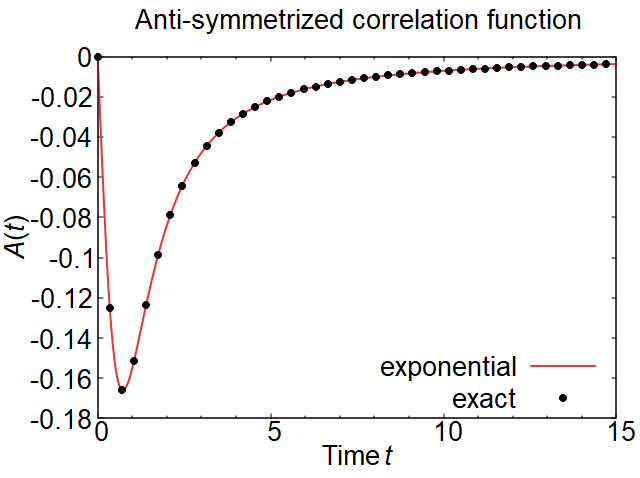 Anti-symmetrized correlation function
0
-0.02
-0.04
-0.06
-0.08
-0.1
-0.12
-0.14
-0.16
-0.18
A(t)
exponential
exact
0 5 10 15
Time t